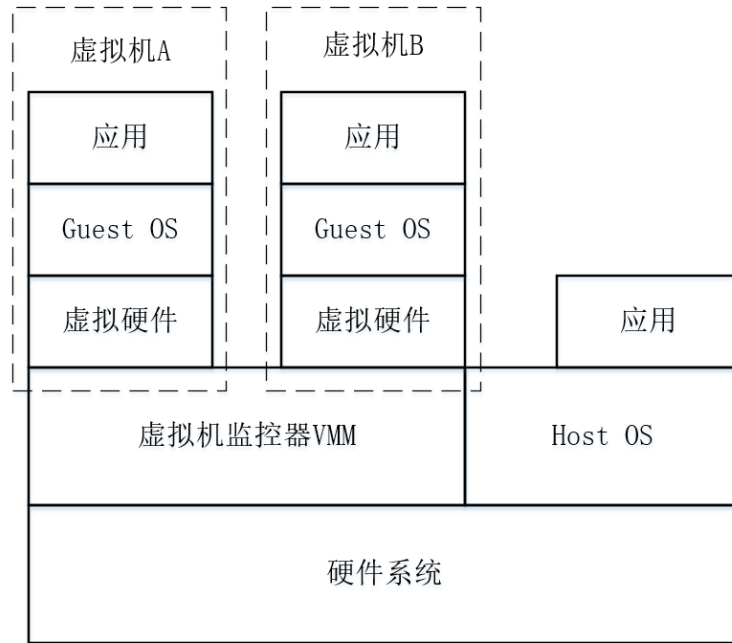 虚拟机A
虚拟机B
应用
应用
Guest OS
Guest OS
虚拟硬件
虚拟硬件
应用
虚拟机监控器VMM
Host OS
硬件系统